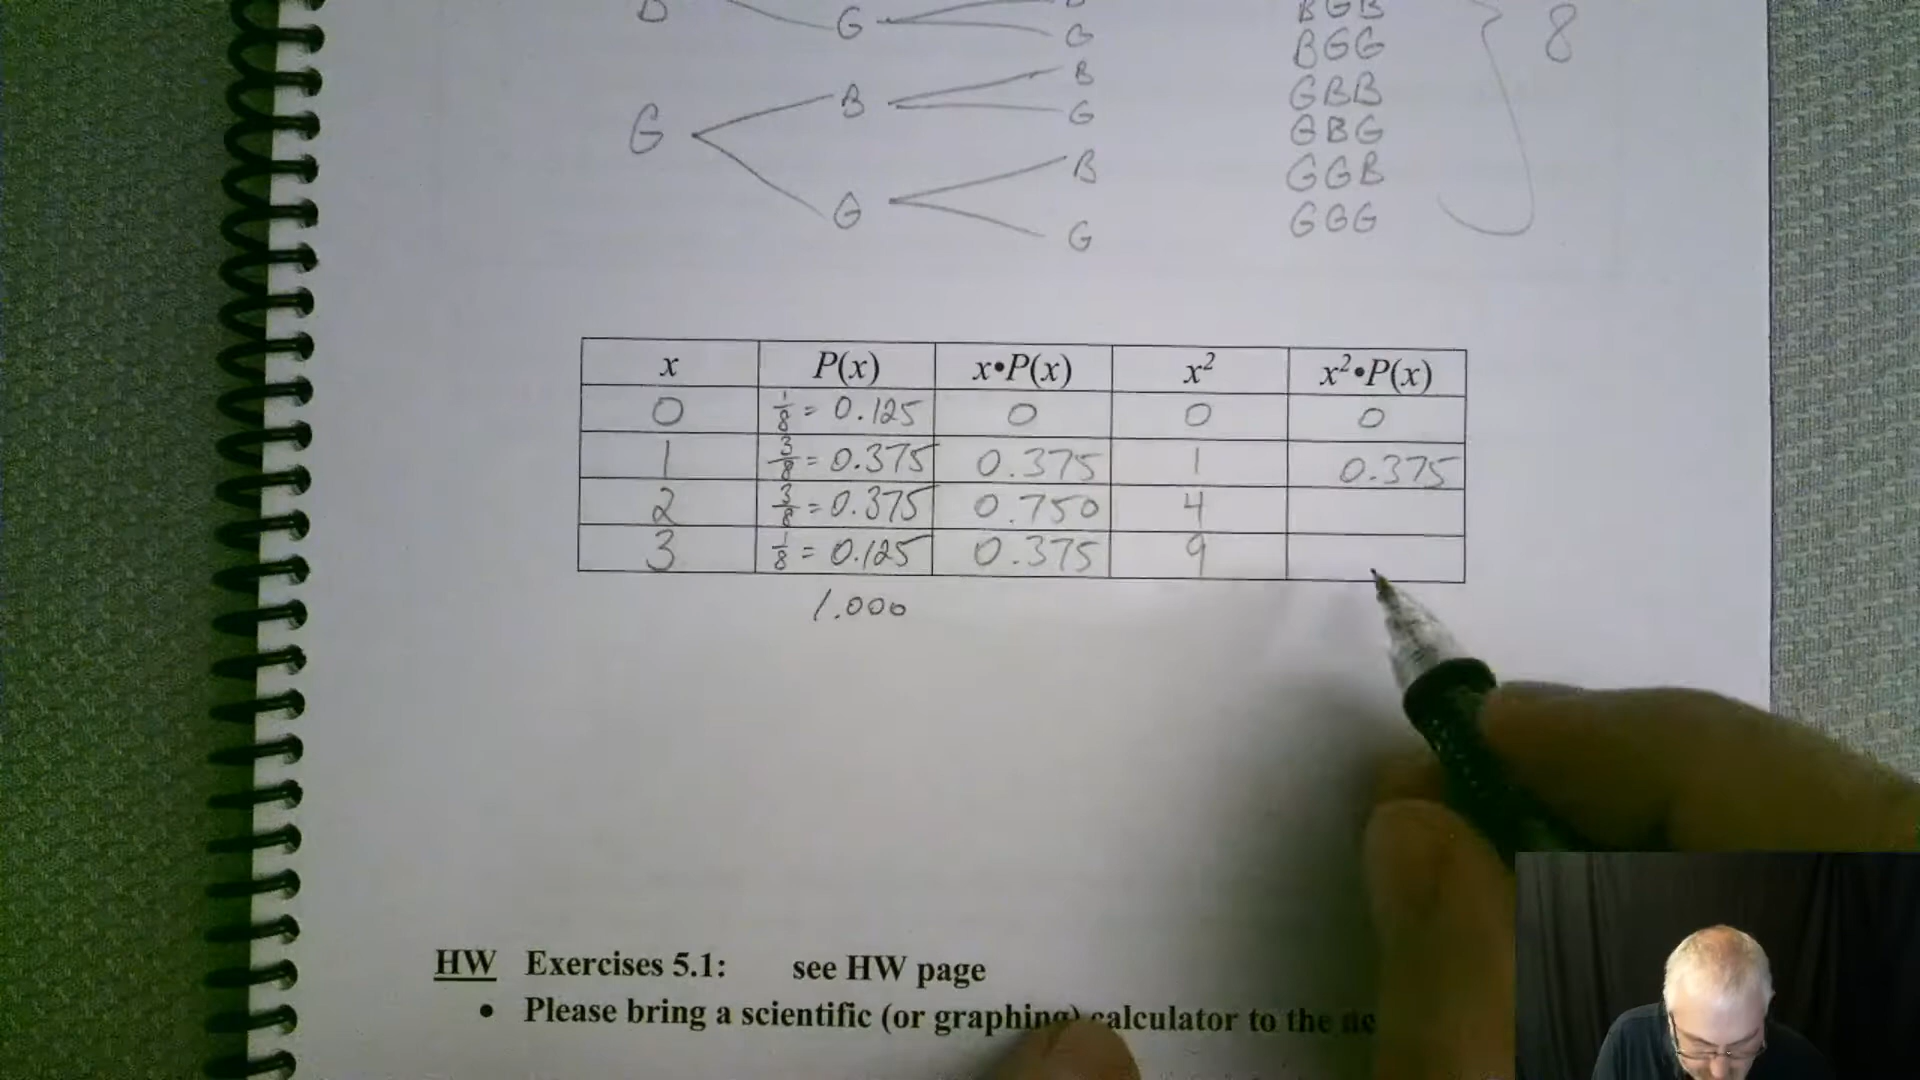 G
G
BGG
8
B
B
GBB
G
G
GBG
B
GGB
G
GGG
G
x P(x) x•P(x) x² x²•P(x)
0 1/8 = 0.125 0 0 0
1 3/8 = 0.375 0.375 1 0.375
2 3/8 = 0.375 0.750 4
3 1/8 = 0.125 0.375 9
1.000
HW Exercises 5.1: see HW page
• Please bring a scientific (or graphing) calculator to the